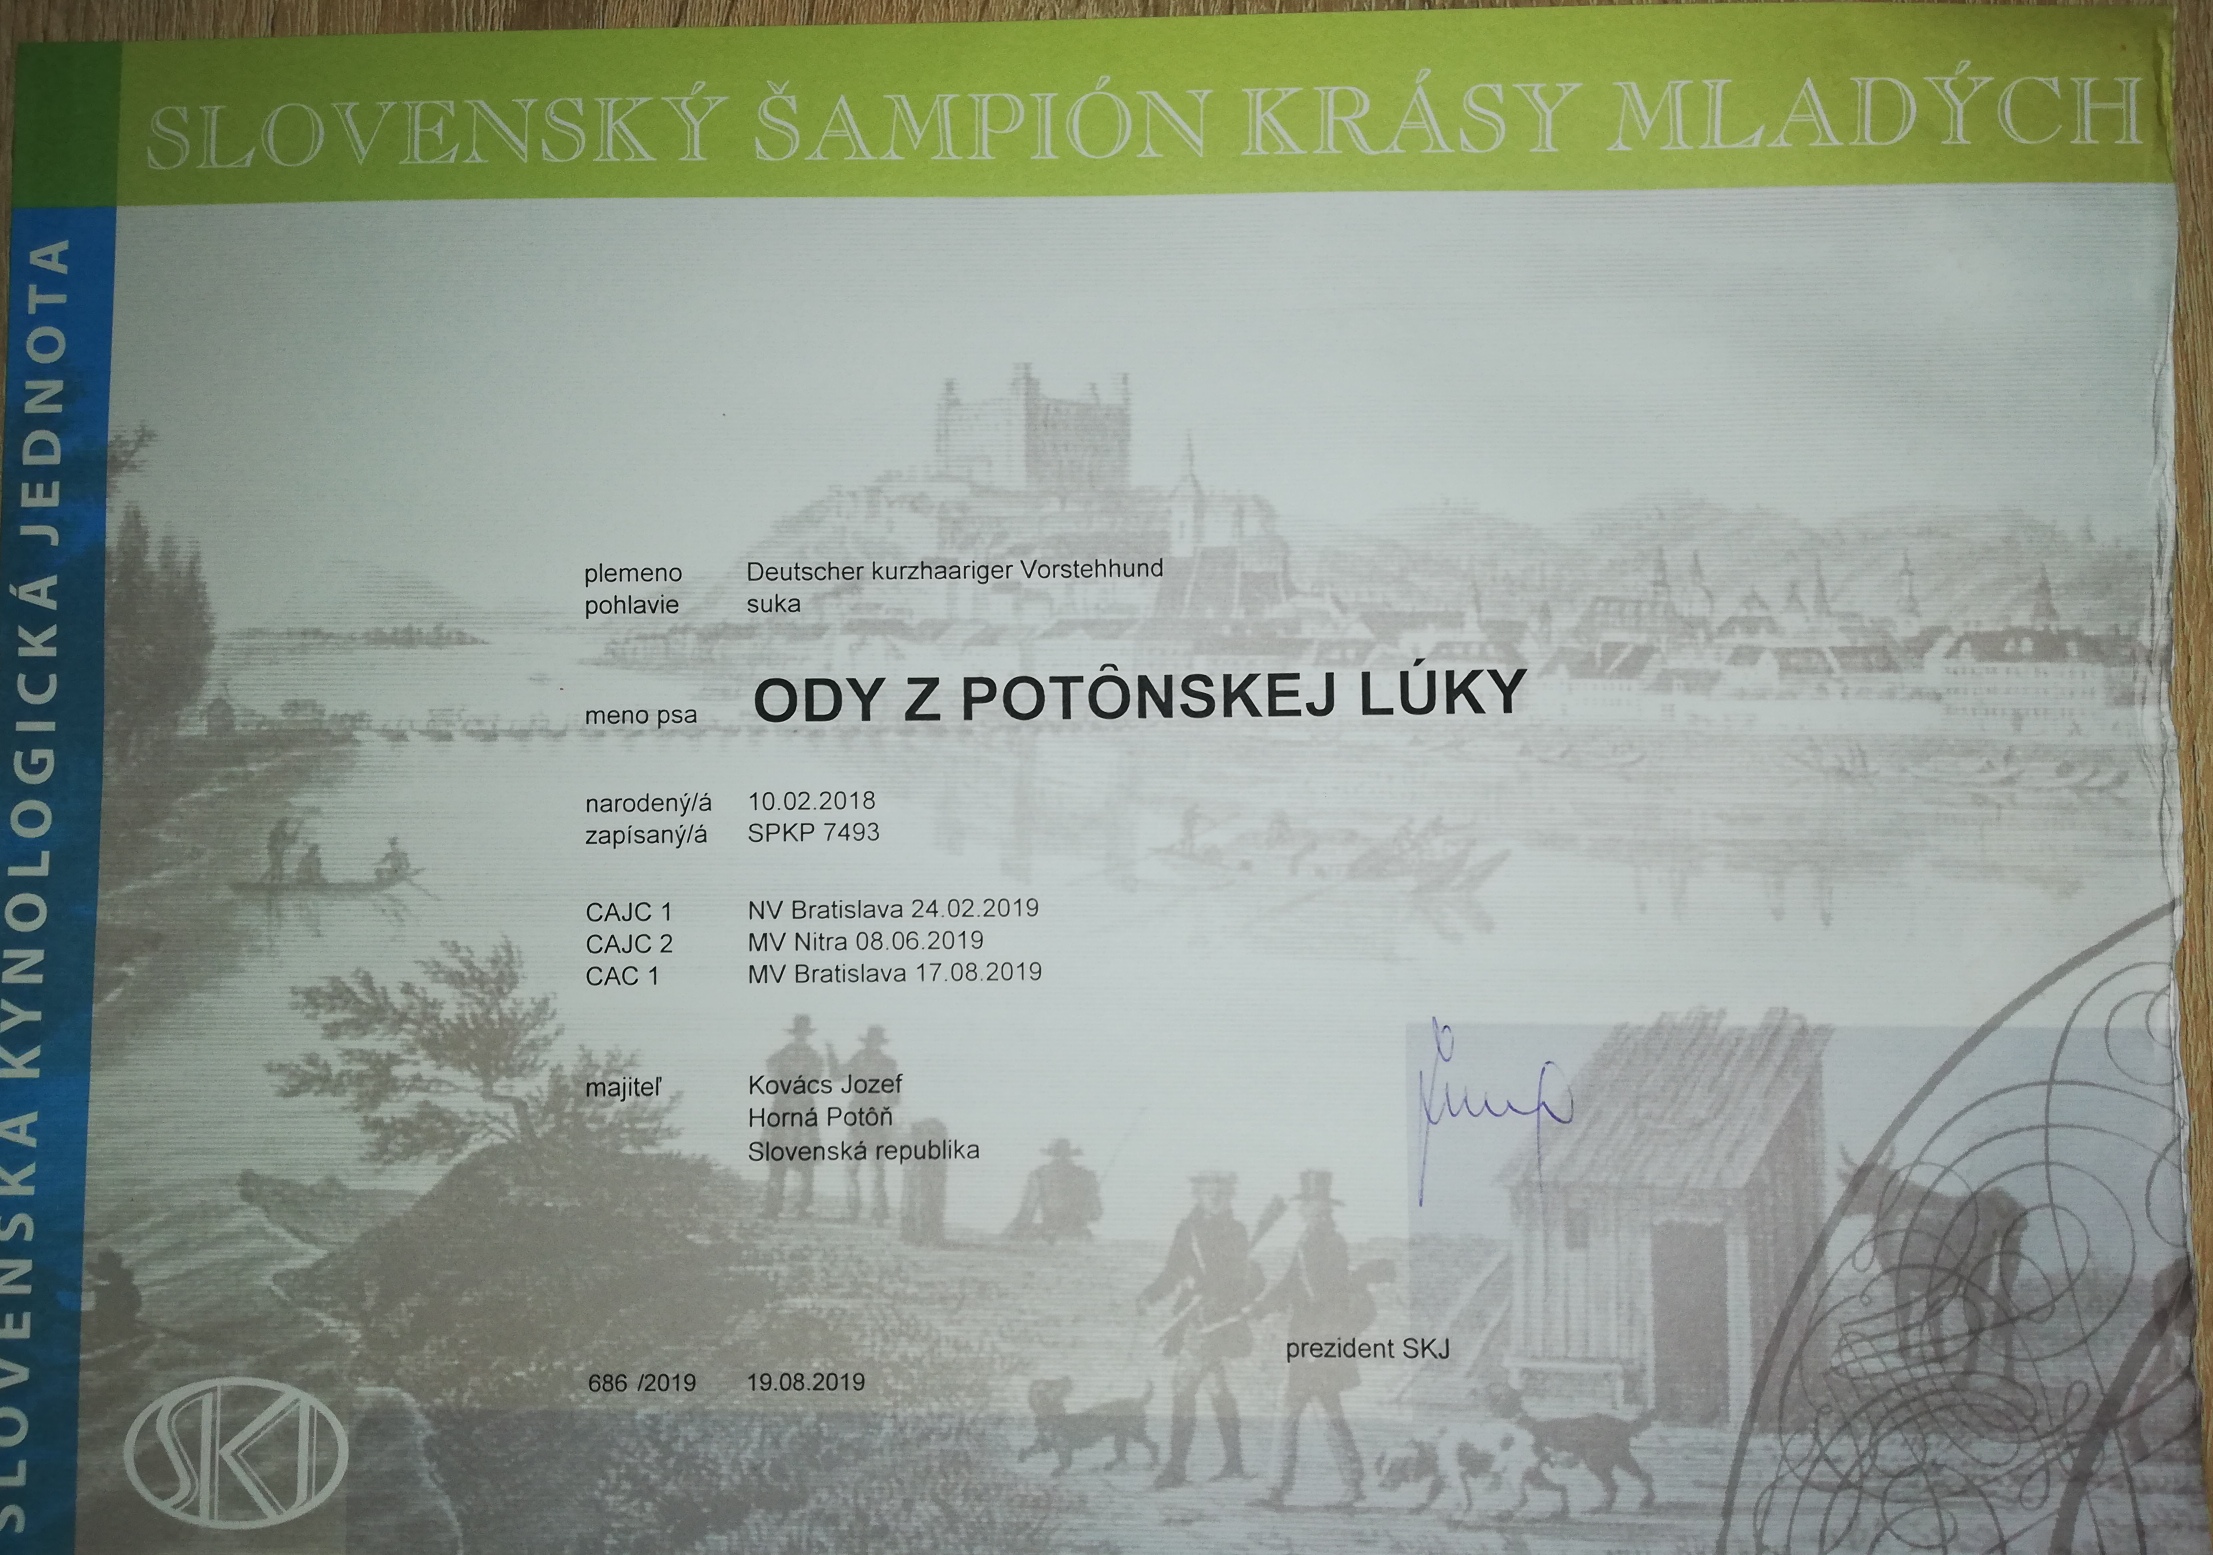 SLOVENSKÝ ŠAMPIÓN KRÁSY MLADÝCH
SLOVENSKÁ KYNOLOGICKÁ JEDNOTA
plemeno Deutscher kurzhaariger Vorstehhund
pohlavie suka
meno psa ODY Z POTÔNSKEJ LÚKY
narodený/á 10.02.2018
zapísaný/á SPKP 7493
CAJC 1 NV Bratislava 24.02.2019
CAJC 2 MV Nitra 08.06.2019
CAC 1 MV Bratislava 17.08.2019
majiteľ Kovács Jozef
Horná Potôň
Slovenská republika
prezident SKJ
686 /2019 19.08.2019
SKJ